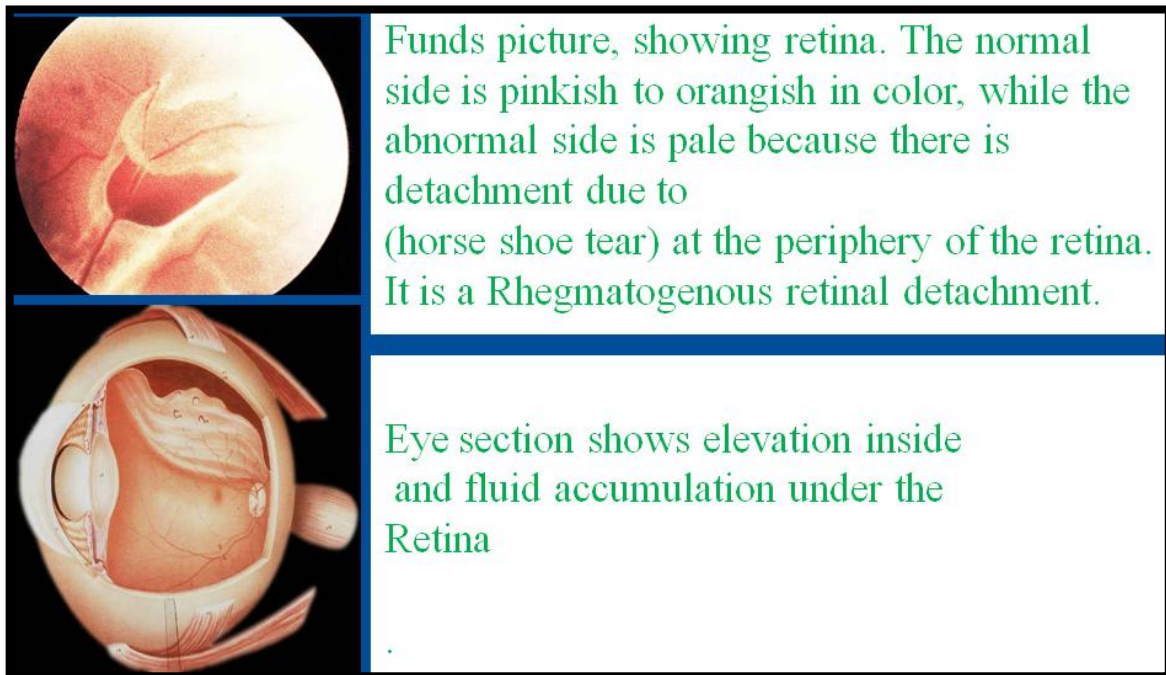 Funds picture, showing retina. The normal
side is pinkish to orangish in color, while the
abnormal side is pale because there is
detachment due to
(horse shoe tear) at the periphery of the retina.
It is a Rhegmatogenous retinal detachment.
Eye section shows elevation inside
and fluid accumulation under the
Retina
.